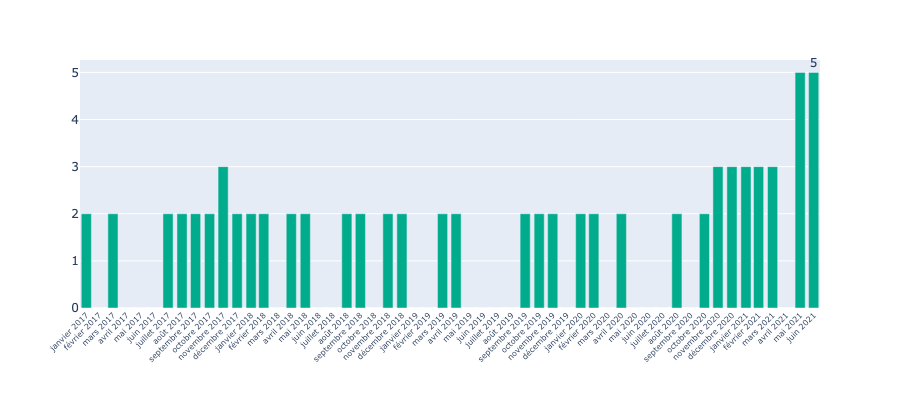 5
5
4
3
2
1
0
janvier 2017
février 2017
mars 2017
avril 2017
mai 2017
juin 2017
juillet 2017
août 2017
septembre 2017
octobre 2017
novembre 2017
décembre 2017
janvier 2018
février 2018
mars 2018
avril 2018
mai 2018
juin 2018
juillet 2018
août 2018
septembre 2018
octobre 2018
novembre 2018
décembre 2018
janvier 2019
février 2019
mars 2019
avril 2019
mai 2019
juin 2019
juillet 2019
août 2019
septembre 2019
octobre 2019
novembre 2019
décembre 2019
janvier 2020
février 2020
mars 2020
avril 2020
mai 2020
juin 2020
juillet 2020
août 2020
septembre 2020
octobre 2020
novembre 2020
décembre 2020
janvier 2021
février 2021
mars 2021
avril 2021
mai 2021
juin 2021